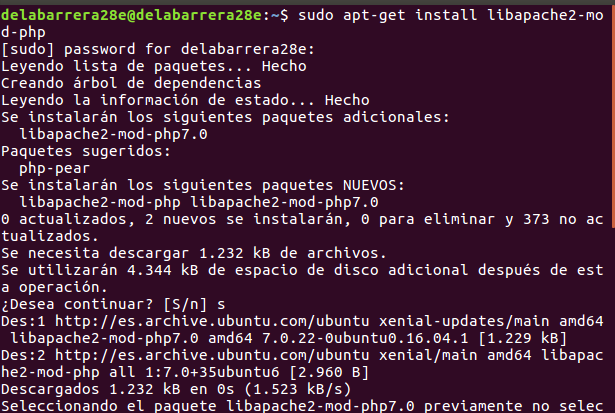 delabarrera28e@delabarrera28e:~$ sudo apt-get install libapache2-mo
d-php
[sudo] password for delabarrera28e:
Leyendo lista de paquetes... Hecho
Creando árbol de dependencias
Leyendo la información de estado... Hecho
Se instalarán los siguientes paquetes adicionales:
  libapache2-mod-php7.0
Paquetes sugeridos:
  php-pear
Se instalarán los siguientes paquetes NUEVOS:
  libapache2-mod-php libapache2-mod-php7.0
0 actualizados, 2 nuevos se instalarán, 0 para eliminar y 373 no ac
tualizados.
Se necesita descargar 1.232 kB de archivos.
Se utilizarán 4.344 kB de espacio de disco adicional después de est
a operación.
¿Desea continuar? [S/n] s
Des:1 http://es.archive.ubuntu.com/ubuntu xenial-updates/main amd64
 libapache2-mod-php7.0 amd64 7.0.22-0ubuntu0.16.04.1 [1.229 kB]
Des:2 http://es.archive.ubuntu.com/ubuntu xenial/main amd64 libapac
he2-mod-php all 1:7.0+35ubuntu6 [2.960 B]
Descargados 1.232 kB en 0s (1.523 kB/s)
Seleccionando el paquete libapache2-mod-php7.0 previamente no selec